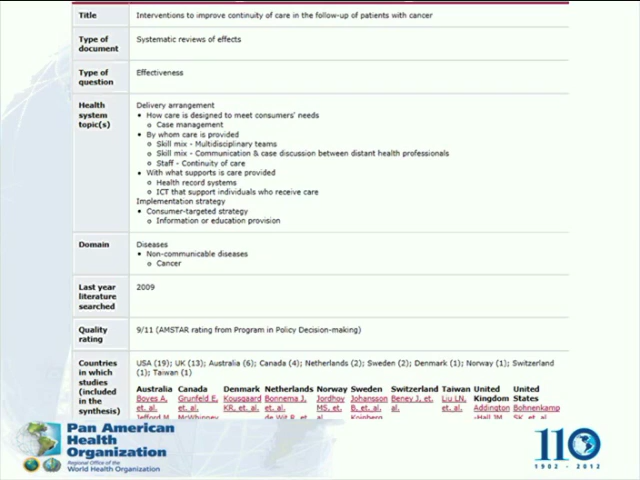 Title Interventions to improve continuity of care in the follow-up of patients with cancer
Type of document Systematic reviews of effects
Type of question Effectiveness
Health system topic(s)
Delivery arrangement
• How care is designed to meet consumers' needs
o Case management
• By whom care is provided
o Skill mix - Multidisciplinary teams
o Skill mix - Communication & case discussion between distant health professionals
o Staff - Continuity of care
• With what supports is care provided
o Health record systems
o ICT that support individuals who receive care
Implementation strategy
• Consumer-targeted strategy
o Information or education provision
Domain Diseases
• Non-communicable diseases
o Cancer
Last year literature searched 2009
Quality rating 9/11 (AMSTAR rating from Program in Policy Decision-making)
Countries in which studies (included in the synthesis)
USA (19); UK (13); Australia (6); Canada (4); Netherlands (2); Sweden (2); Denmark (1); Norway (1); Switzerland
(1); Taiwan (1)
Australia Canada Denmark Netherlands Norway Sweden Switzerland Taiwan United Kingdom United States
Boyes A, et. al. Grunfeld E, et. al. Kousgaard KR, et. al. Bonnema J, et. al. Jordhoy MS, et. al. Johansson B, et. al. Beney J, et. al. Liu LN, et. al. Addington -Hall JM Bohnenkamp SK, et. al.
Jefford M McWhinney de Wit R
Pan American
Health
Organization
Regional Office of the
World Health Organization
110
1902 - 2012